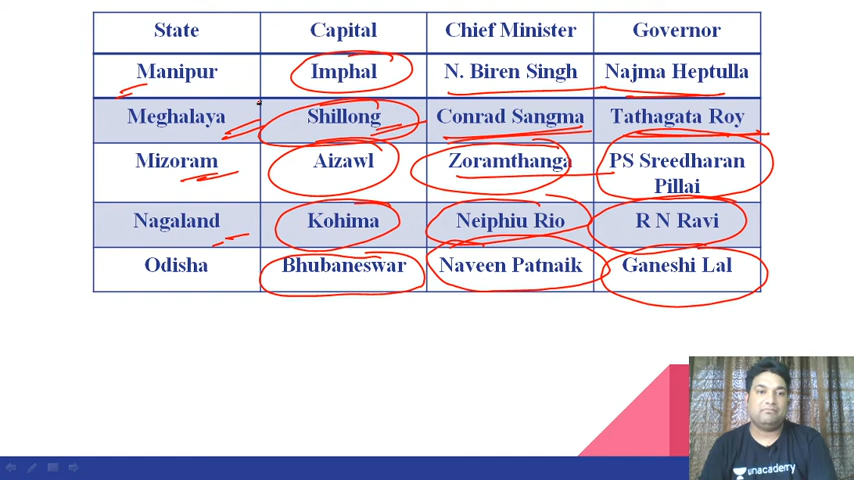 State Capital Chief Minister Governor
Manipur Imphal N. Biren Singh Najma Heptulla
Meghalaya Shillong Conrad Sangma Tathagata Roy
Mizoram Aizawl Zoramthanga PS Sreedharan
Pillai
Nagaland Kohima Neiphiu Rio R N Ravi
Odisha Bhubaneswar Naveen Patnaik Ganeshi Lal
unacademy